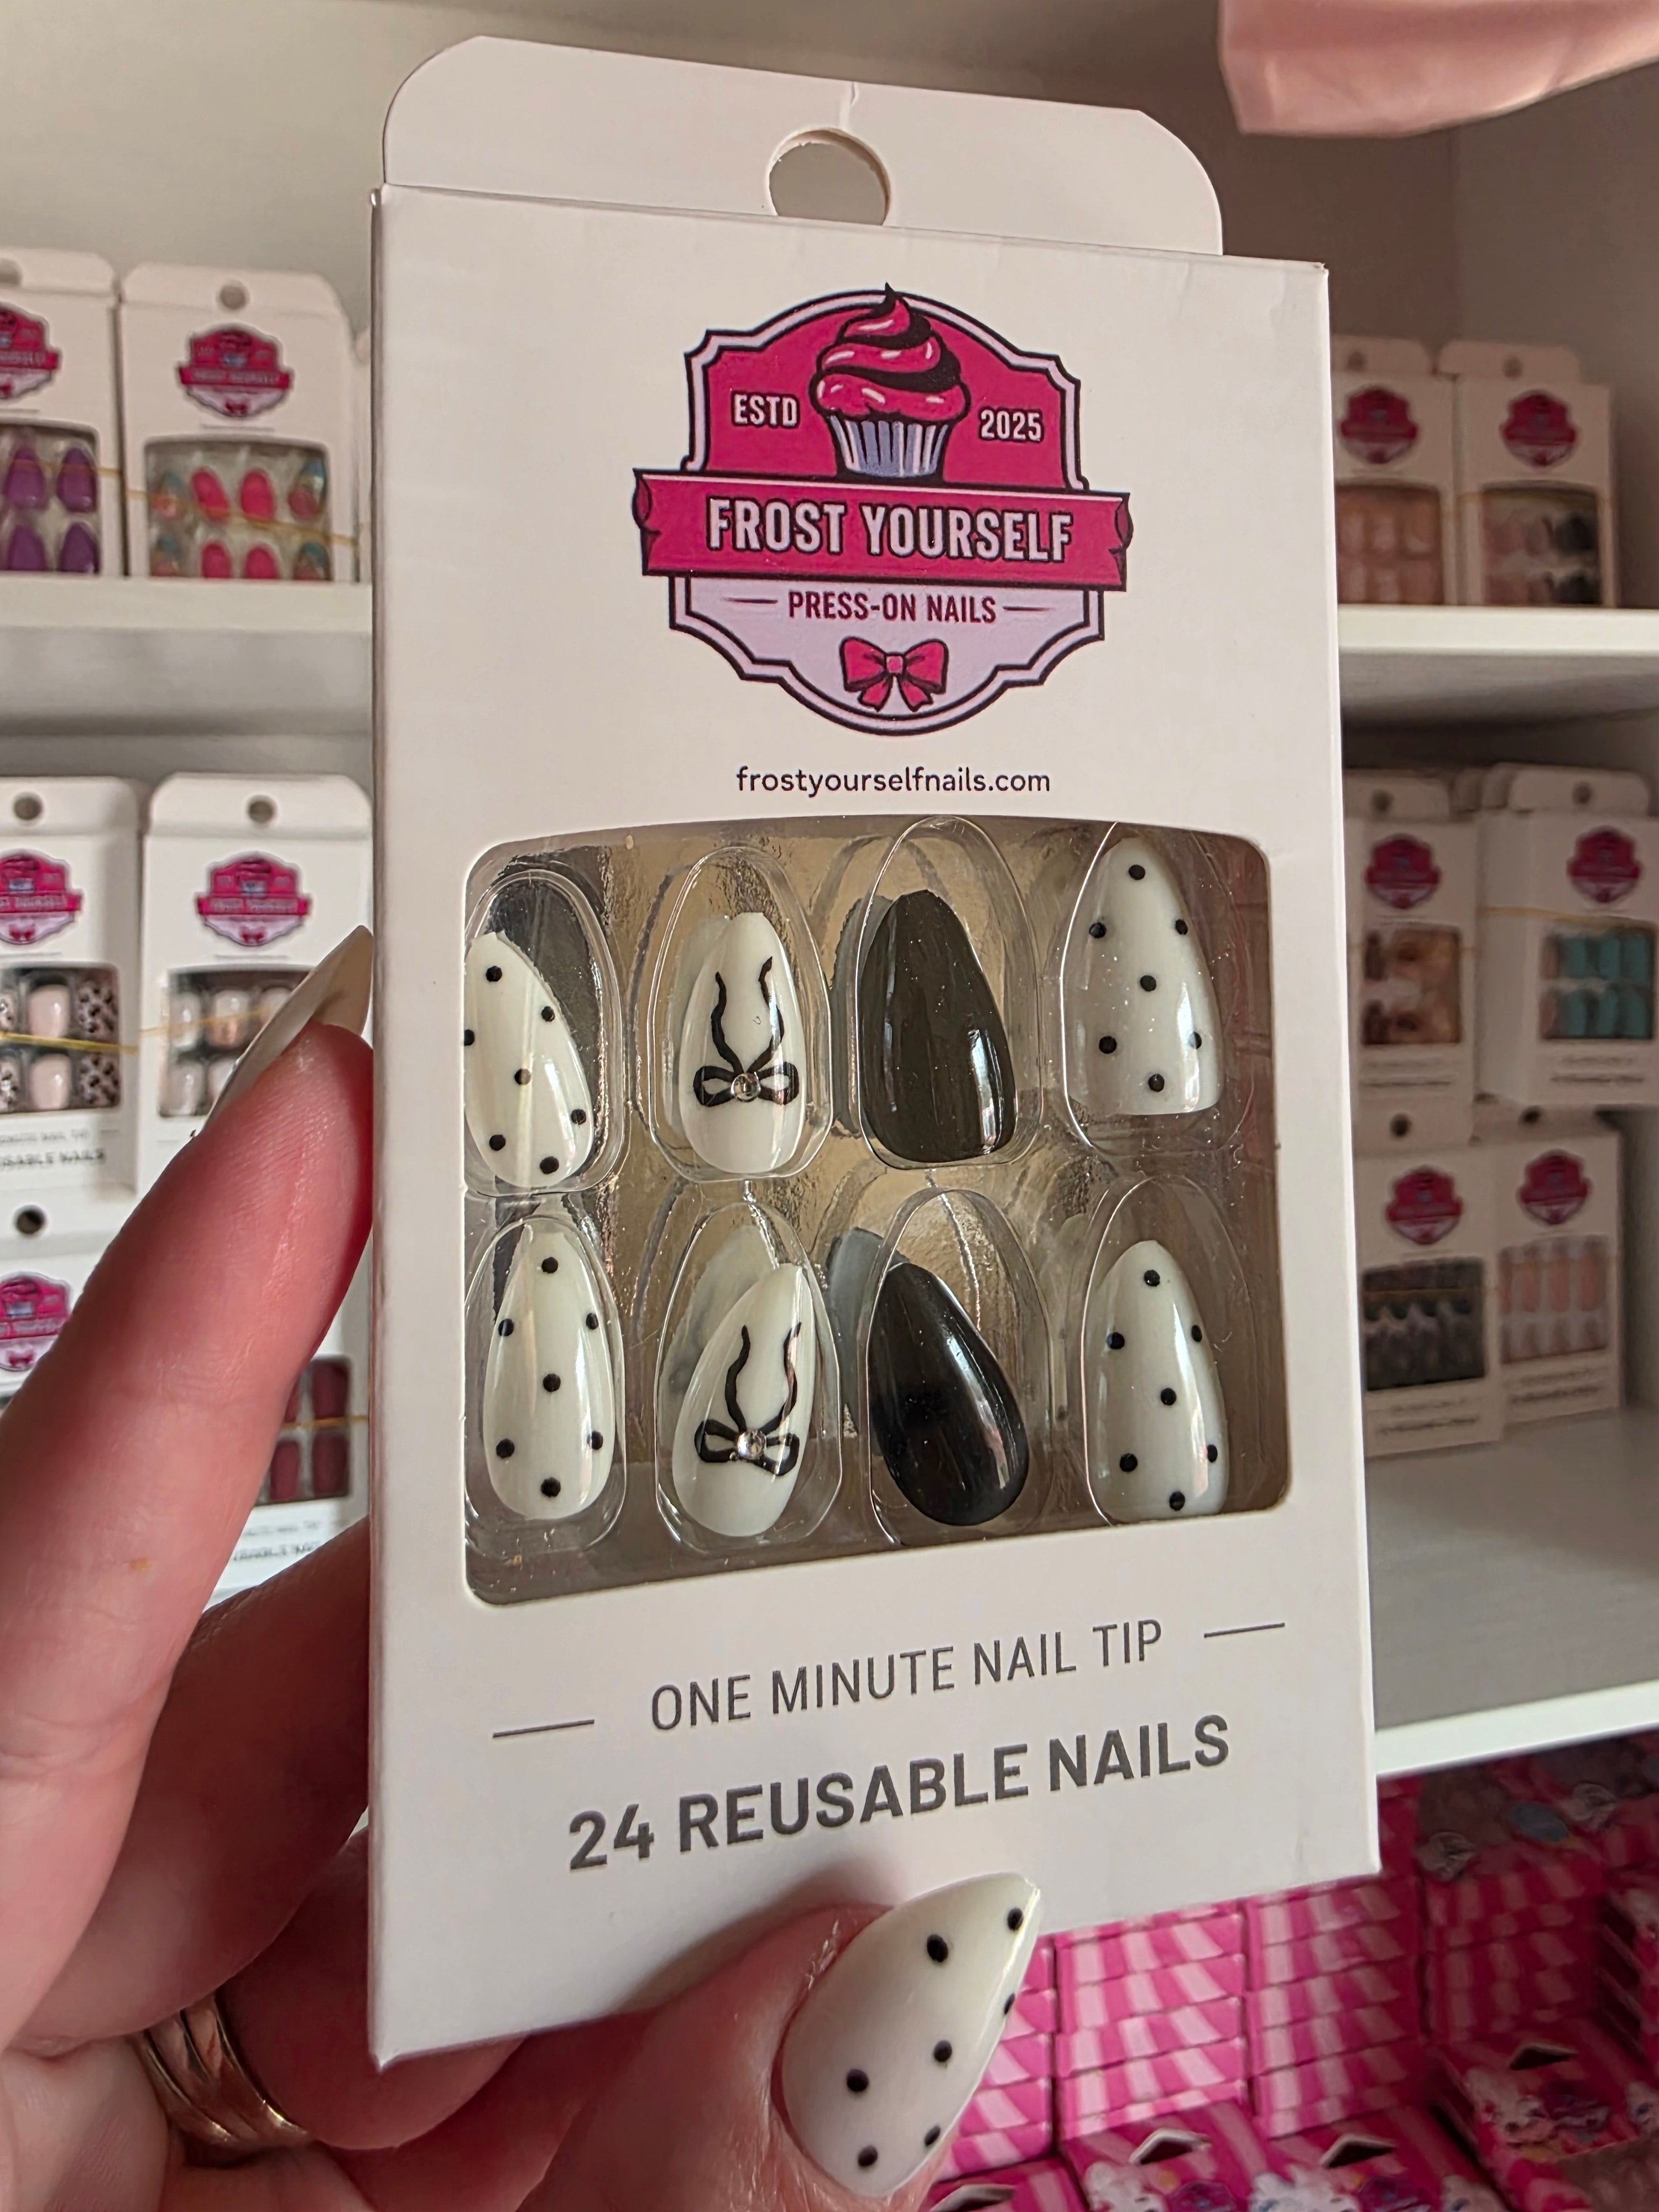 ESTD 2025
FROST YOURSELF
PRESS-ON NAILS
frostyourselfnails.com
ONE MINUTE NAIL TIP
24 REUSABLE NAILS